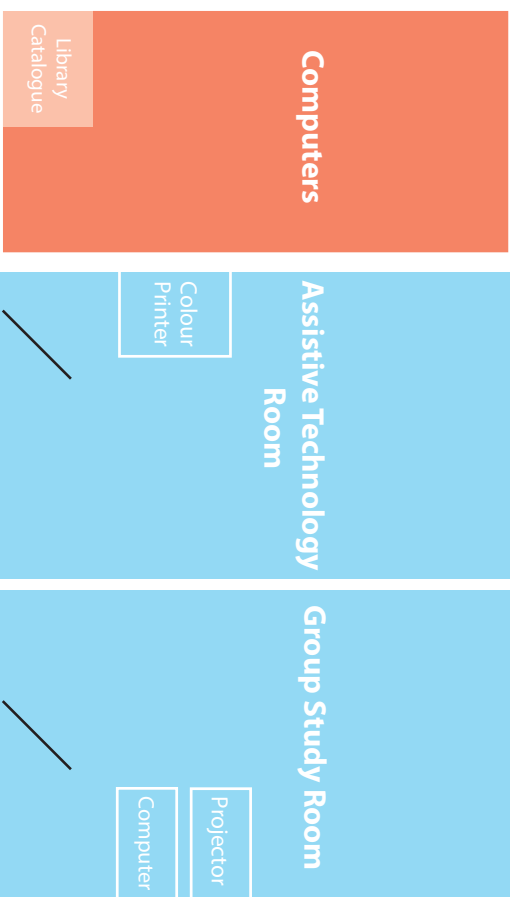 Computers
Library
Catalogue
Assistive Technology
Room
Colour
Printer
Group Study Room
Projector
Computer